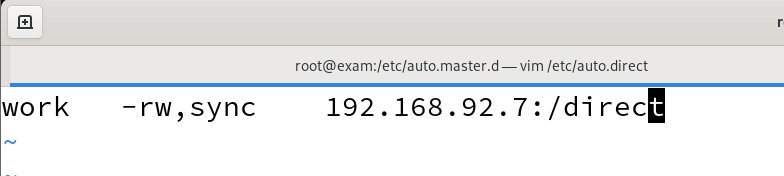 r
root@exam:/etc/auto.master.d — vim /etc/auto.direct
work -rw,sync 192.168.92.7:/direct
~